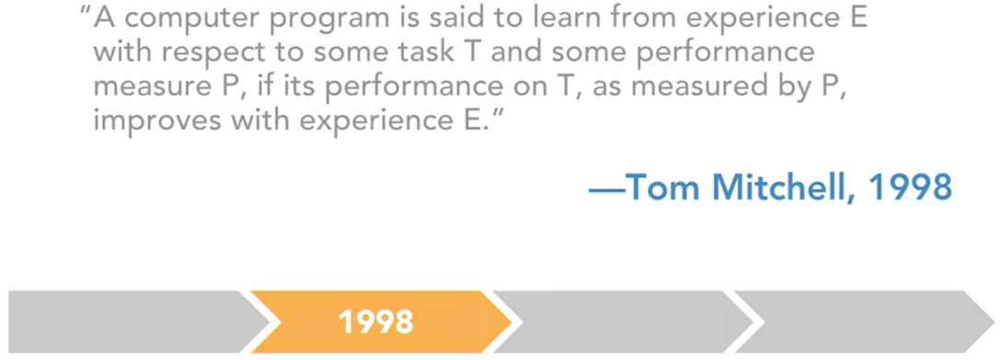 “A computer program is said to learn from experience E
with respect to some task T and some performance
measure P, if its performance on T, as measured by P,
improves with experience E.”
—Tom Mitchell, 1998
1998